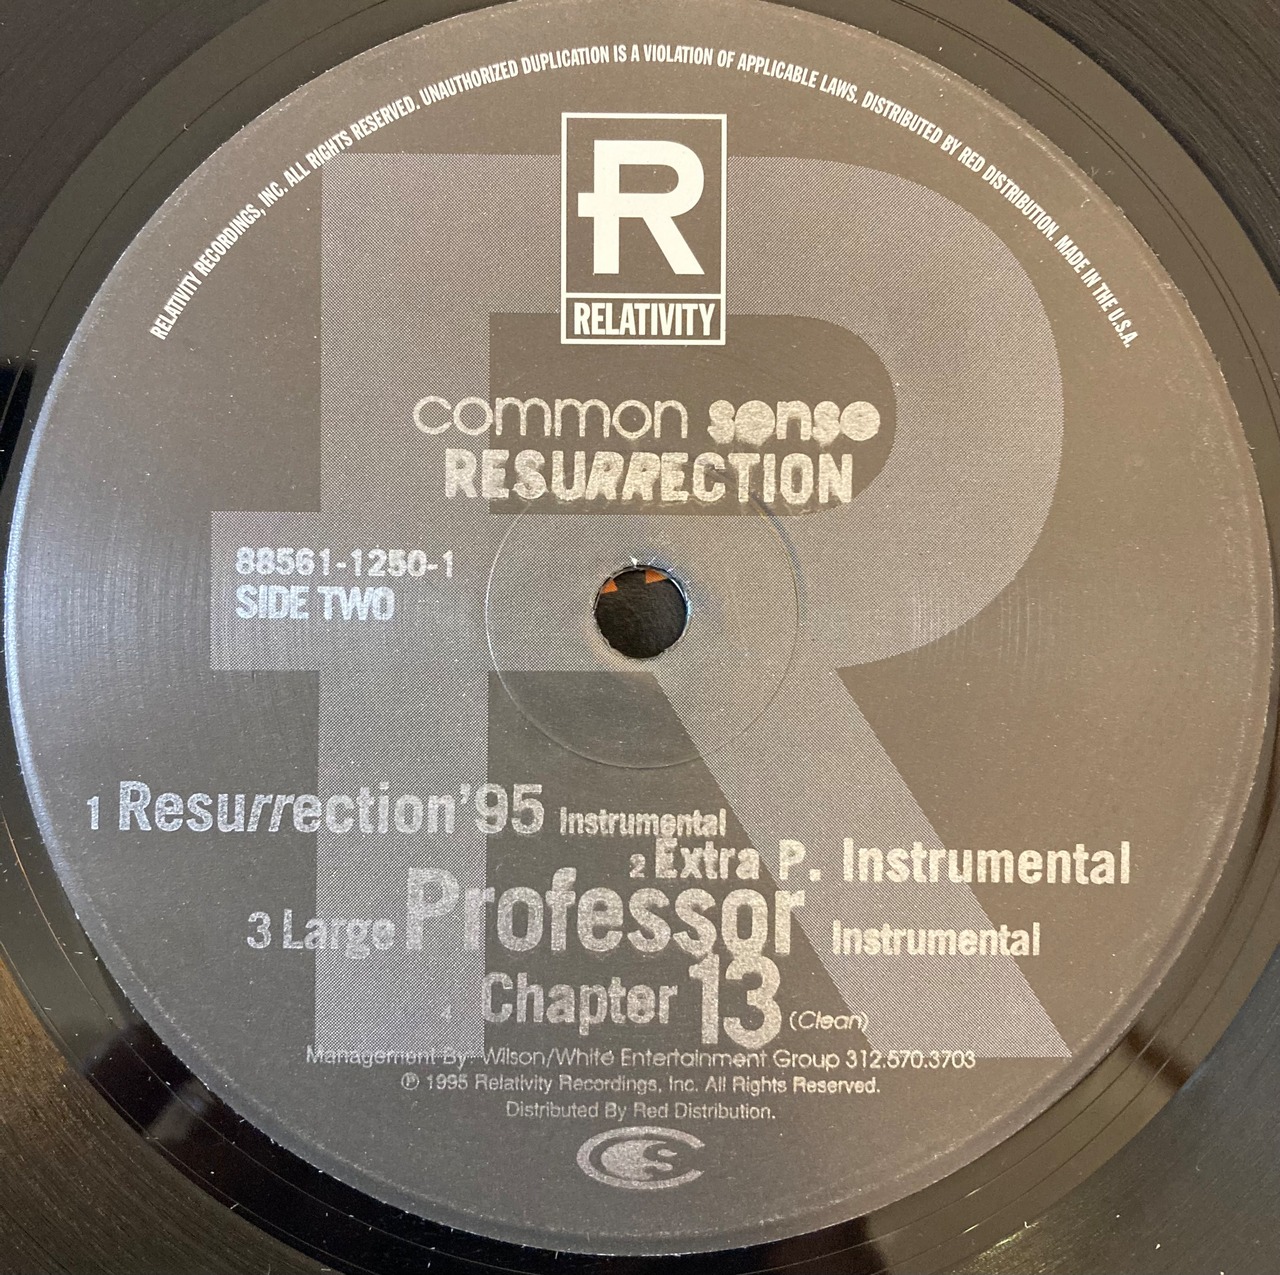 RELATIVITY RECORDINGS, INC. ALL RIGHTS RESERVED. UNAUTHORIZED DUPLICATION IS A VIOLATION OF APPLICABLE LAWS. DISTRIBUTED BY RED DISTRIBUTION. MADE IN THE U.S.A.
R
RELATIVITY
common sense
RESURRECTION
88561-1250-1
SIDE TWO
1 Resurrection '95 Instrumental
2 Extra P. Instrumental
3 Large Professor Instrumental
4 Chapter 13 (Clean)
Management By Wilson/White Entertainment Group 312.570.3703
℗ 1995 Relativity Recordings, Inc. All Rights Reserved.
Distributed By Red Distribution.
CS